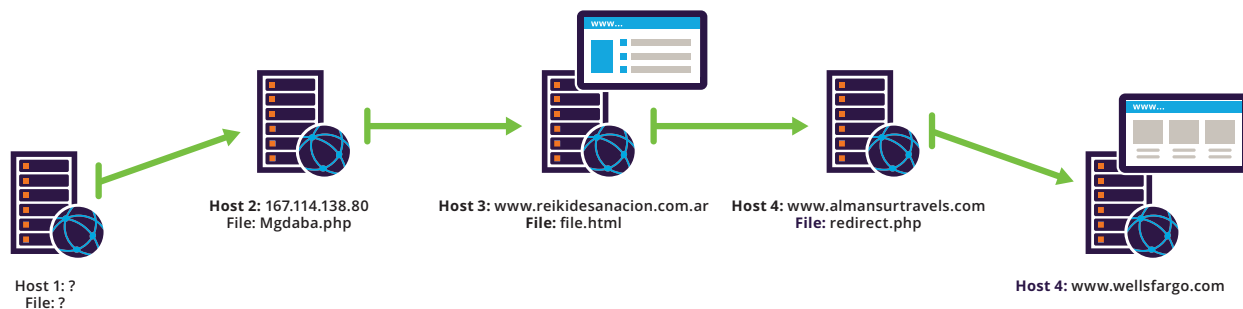 www...
www...
Host 1: ?
File: ?
Host 2: 167.114.138.80
File: Mgdaba.php
Host 3: www.reikidesanacion.com.ar
File: file.html
Host 4: www.almansurtravels.com
File: redirect.php
Host 4: www.wellsfargo.com